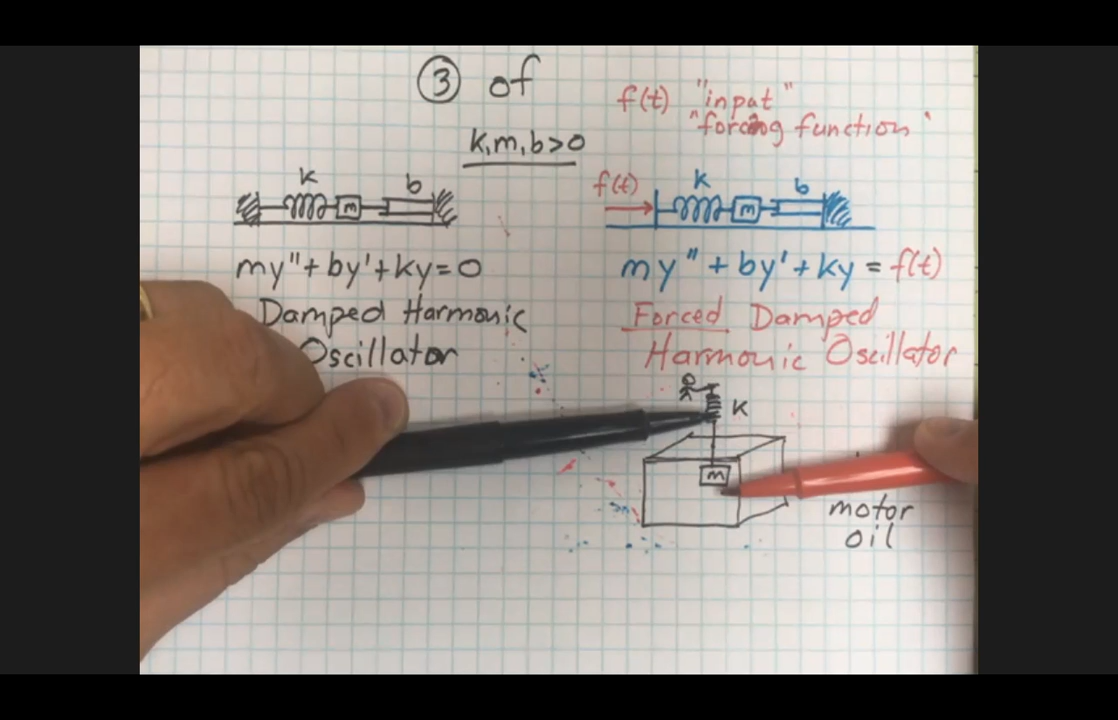 ③ of
f(t) "input"
"forcing function"
k, m, b > 0
k b
m
f(t) k b
m
my'' + by' + ky = 0
my'' + by' + ky = f(t)
Damped Harmonic
Oscillator
Forced Damped
Harmonic Oscillator
k
m
motor
oil